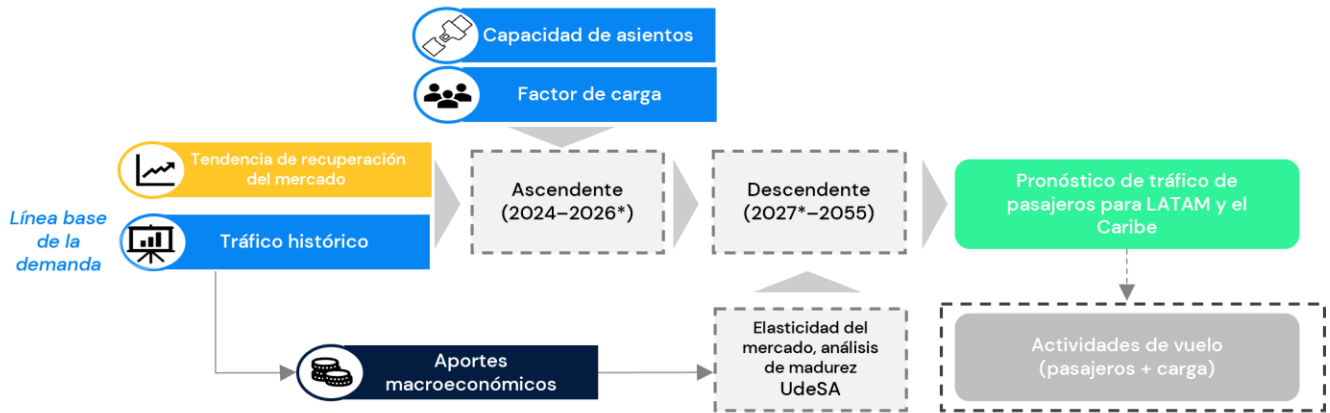 Capacidad de asientos
Factor de carga
Tendencia de recuperación
del mercado
Línea base
de la
demanda
Tráfico histórico
Ascendente
(2024–2026*)
Descendente
(2027*–2055)
Pronóstico de tráfico de
pasajeros para LATAM y el
Caribe
Aportes
macroeconómicos
Elasticidad del
mercado, análisis
de madurez
UdeSA
Actividades de vuelo
(pasajeros + carga)